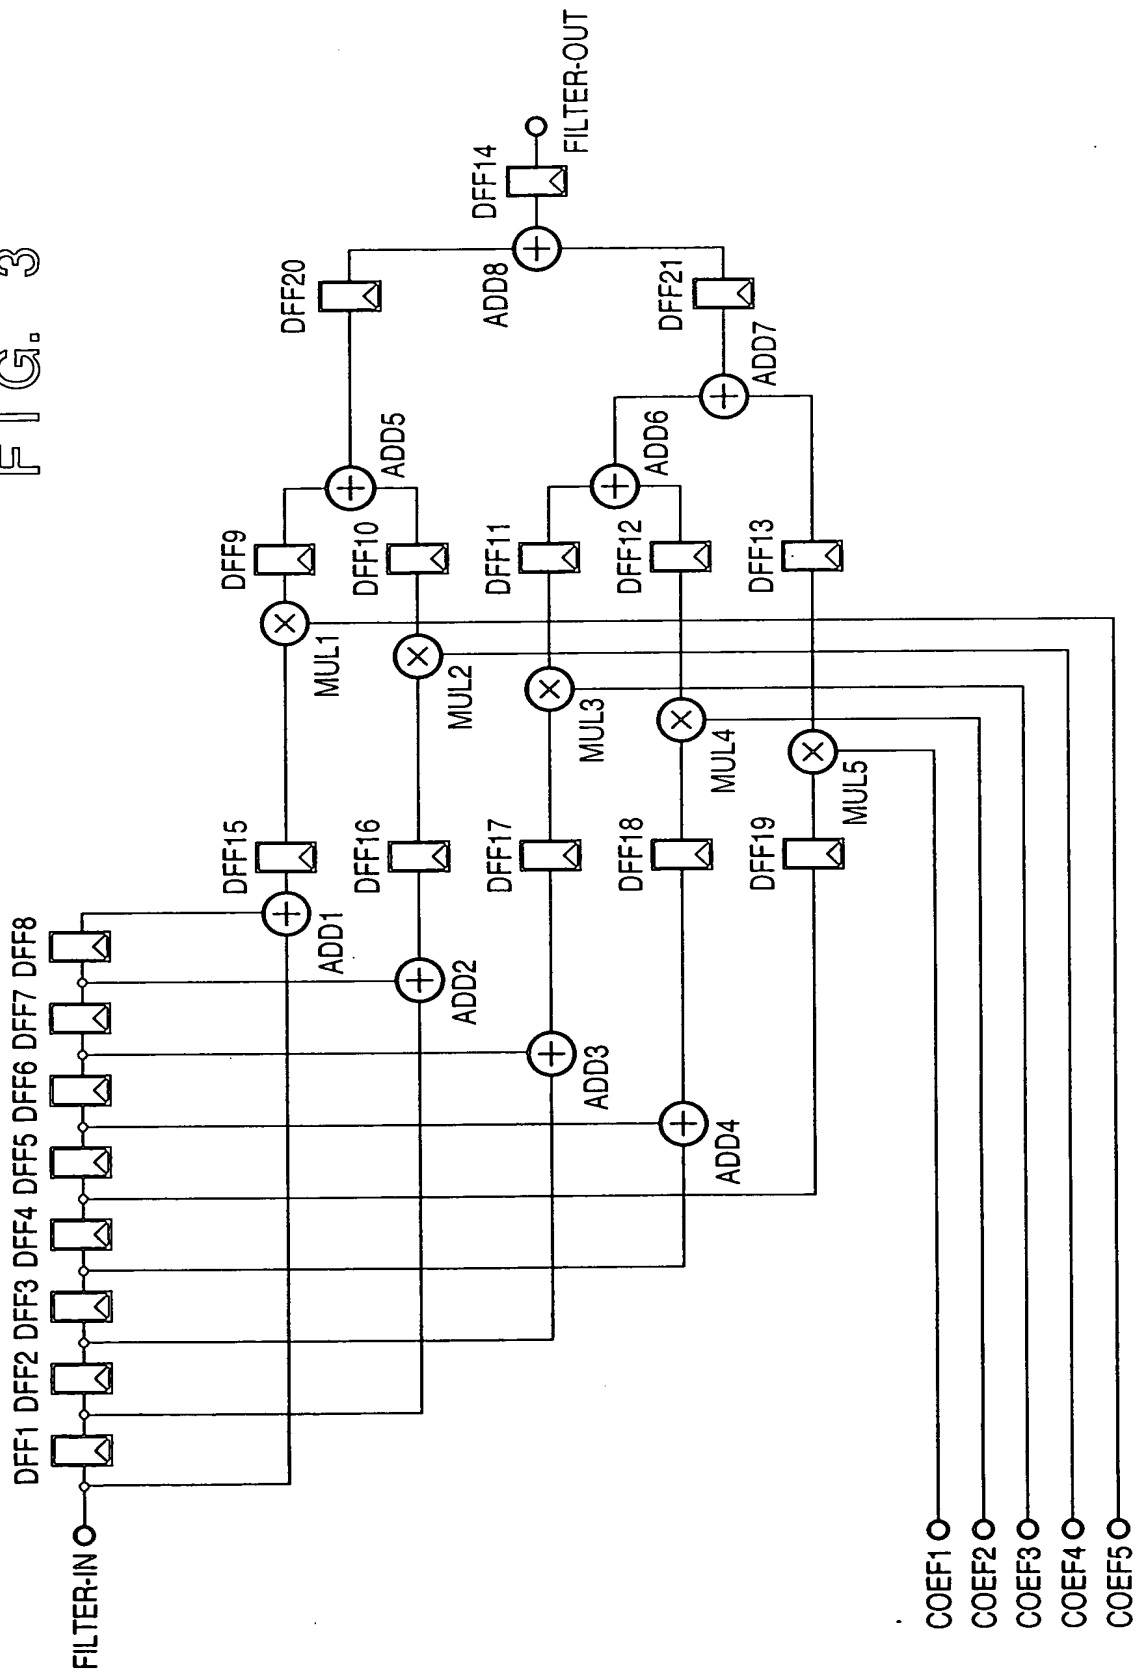 FIG. 3
FILTER-IN
DFF1 DFF2 DFF3 DFF4 DFF5 DFF6 DFF7 DFF8
ADD1
DFF15
MUL1
DFF9
ADD2
DFF16
MUL2
DFF10
ADD5
DFF20
ADD3
DFF17
MUL3
DFF11
ADD8
DFF14
FILTER-OUT
ADD4
DFF18
MUL4
DFF12
ADD6
DFF21
DFF19
MUL5
DFF13
ADD7
COEF1
COEF2
COEF3
COEF4
COEF5